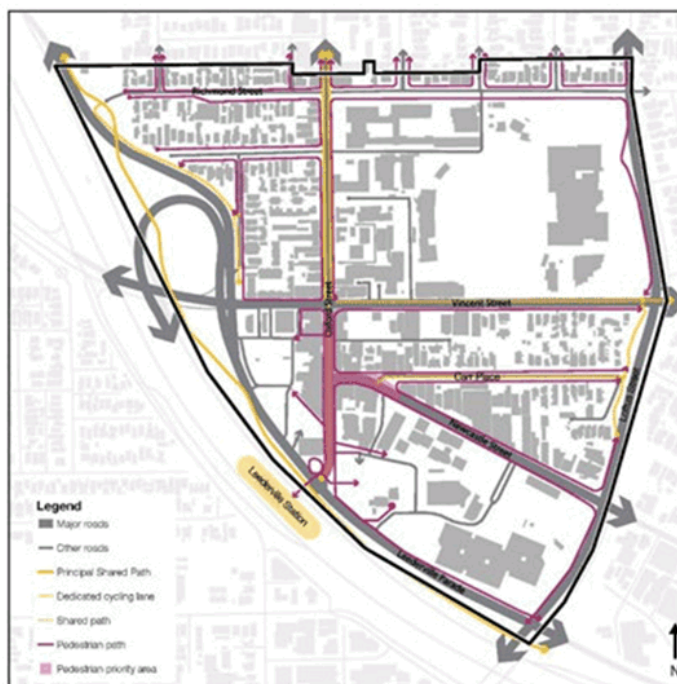 Richmond Street
Oxford Street
Vincent Street
Carr Place
Loftus Street
Newcastle Street
Leederville Station
Leederville Parade
Legend
Major roads
Other roads
Principal Shared Path
Dedicated cycling lane
Shared path
Pedestrian path
Pedestrian priority area
N